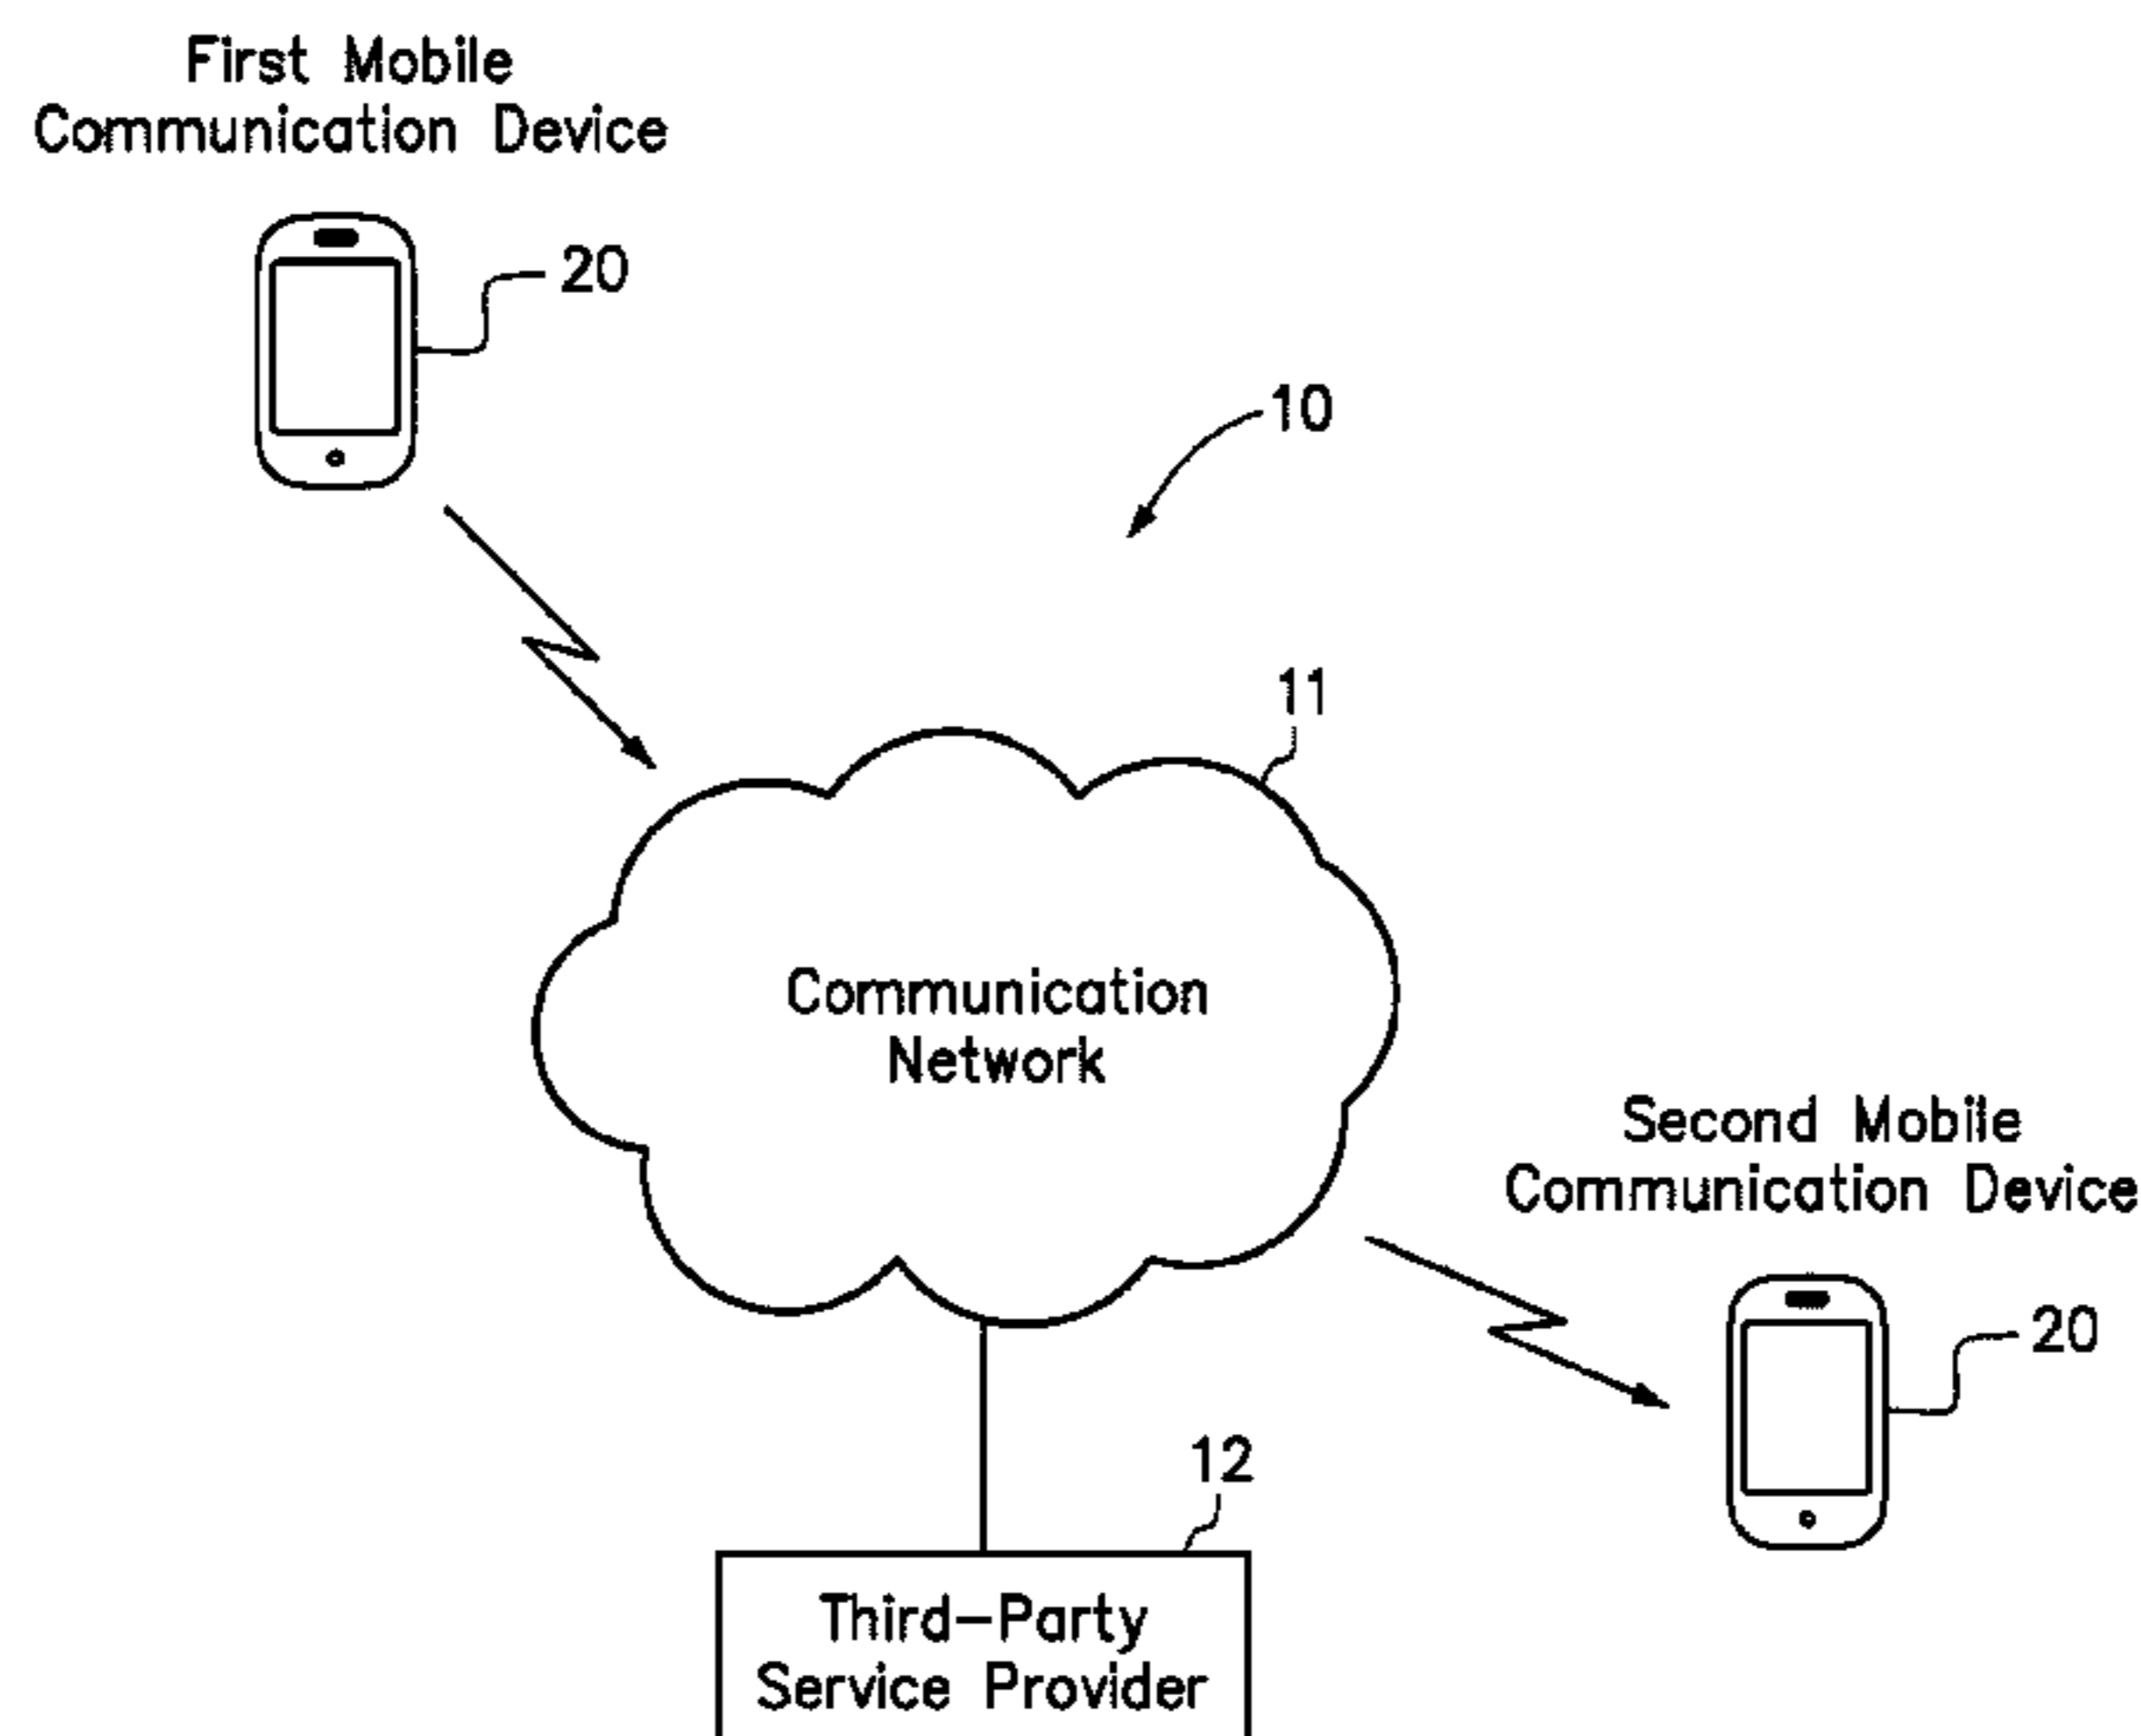 First Mobile
Communication Device
20
10
11
Communication
Network
Second Mobile
Communication Device
20
12
Third-Party
Service Provider